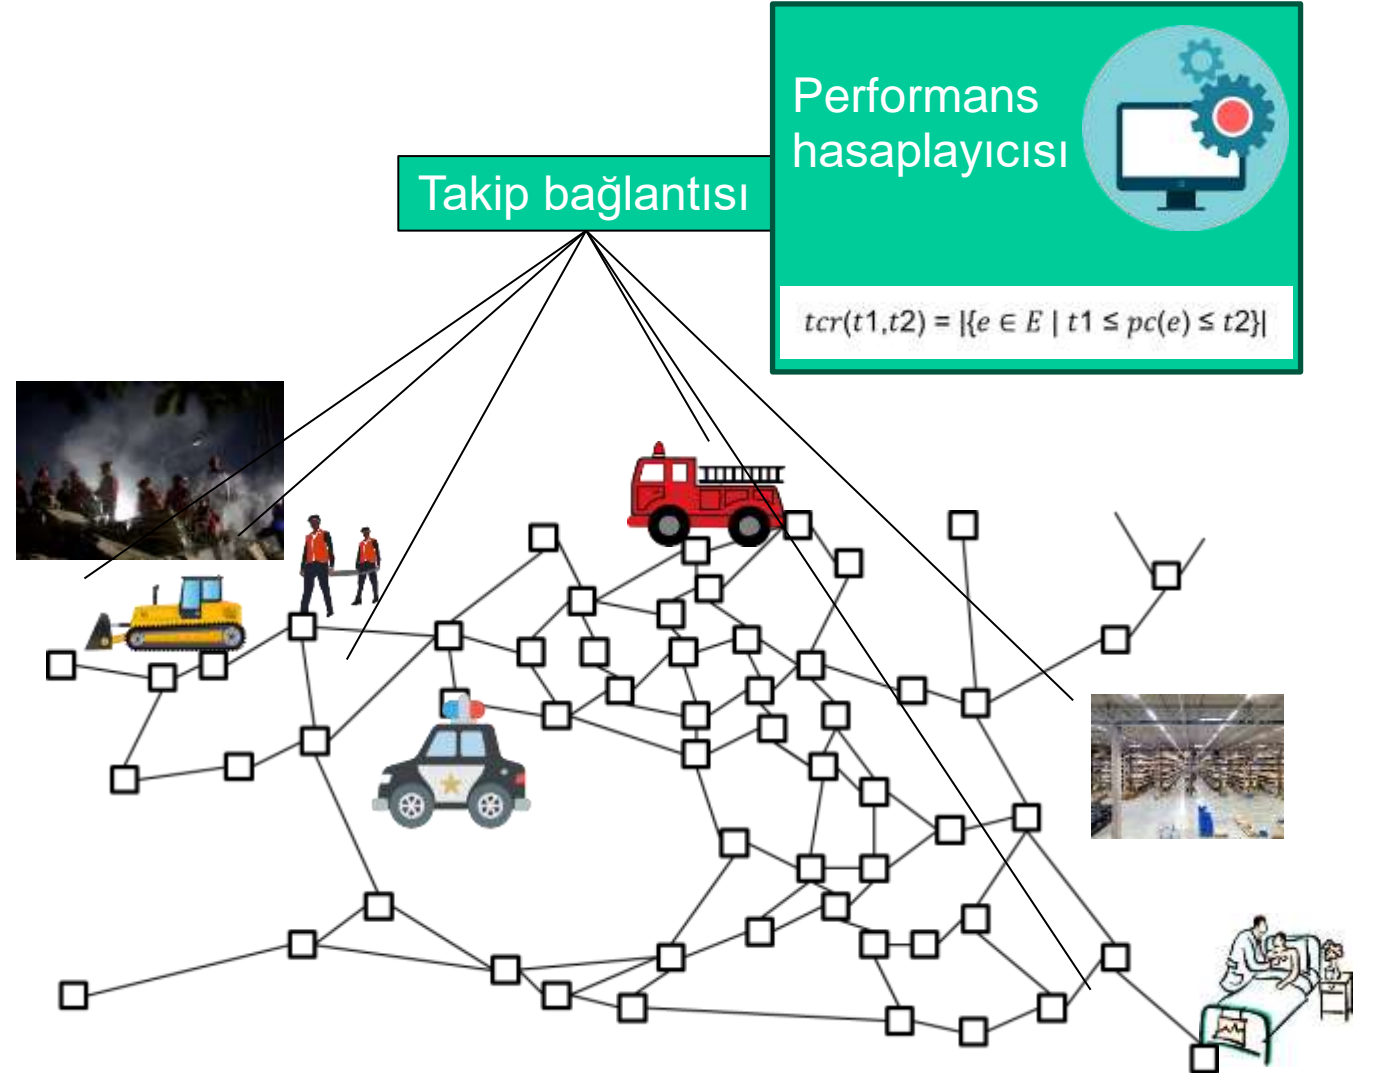 Performans
hasaplayıcısı
Takip bağlantısı
tcr(t1,t2) = |{e ∈ E | t1 ≤ pc(e) ≤ t2}|